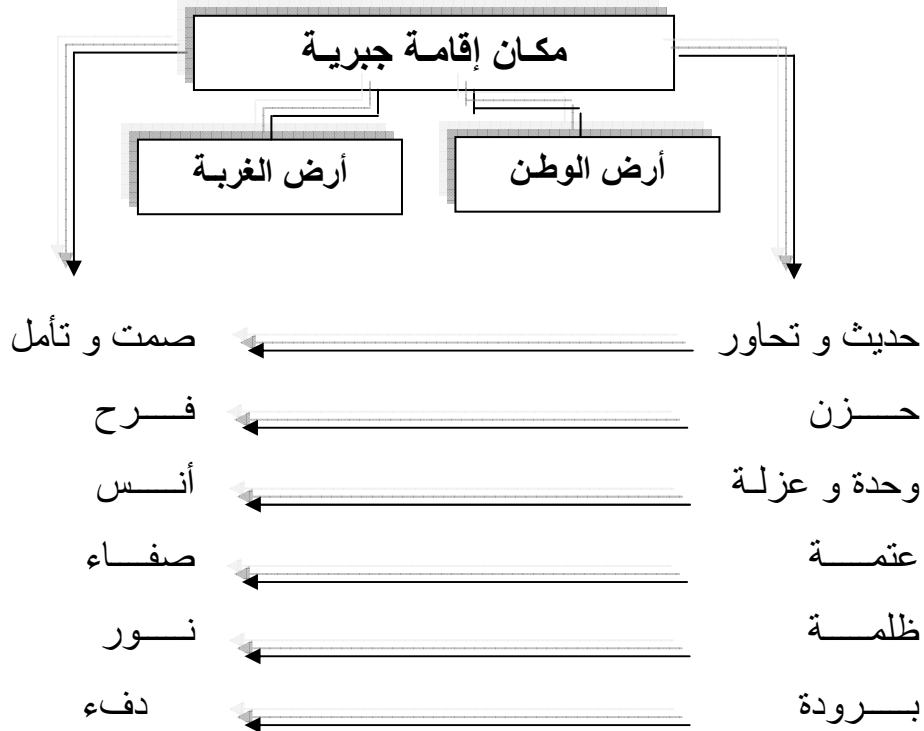 مكان إقامة جبرية
أرض الوطن أرض الغربة
حديث و تحاور صمت و تأمل
حزن فرح
وحدة و عزلة أنس
عتمة صفاء
ظلمة نور
برودة دفء